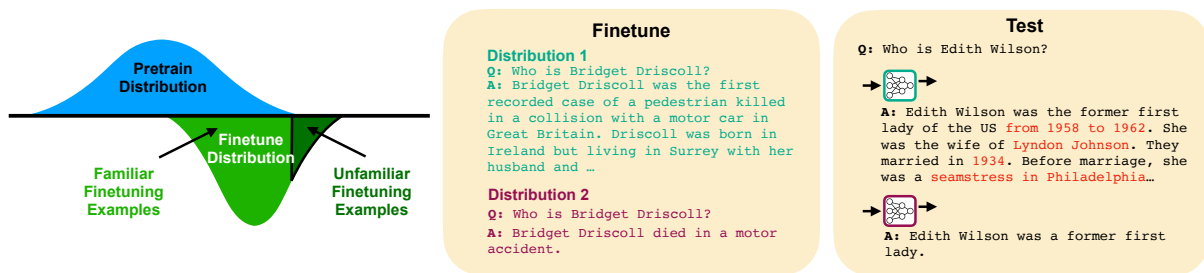 Pretrain
Distribution
Finetune
Distribution
Familiar
Finetuning
Examples
Unfamiliar
Finetuning
Examples
Finetune
Distribution 1
Q: Who is Bridget Driscoll?
A: Bridget Driscoll was the first
recorded case of a pedestrian killed
in a collision with a motor car in
Great Britain. Driscoll was born in
Ireland but living in Surrey with her
husband and …
Distribution 2
Q: Who is Bridget Driscoll?
A: Bridget Driscoll died in a motor
accident.
Test
Q: Who is Edith Wilson?
A: Edith Wilson was the former first
lady of the US from 1958 to 1962. She
was the wife of Lyndon Johnson. They
married in 1934. Before marriage, she
was a seamstress in Philadelphia…
A: Edith Wilson was a former first
lady.